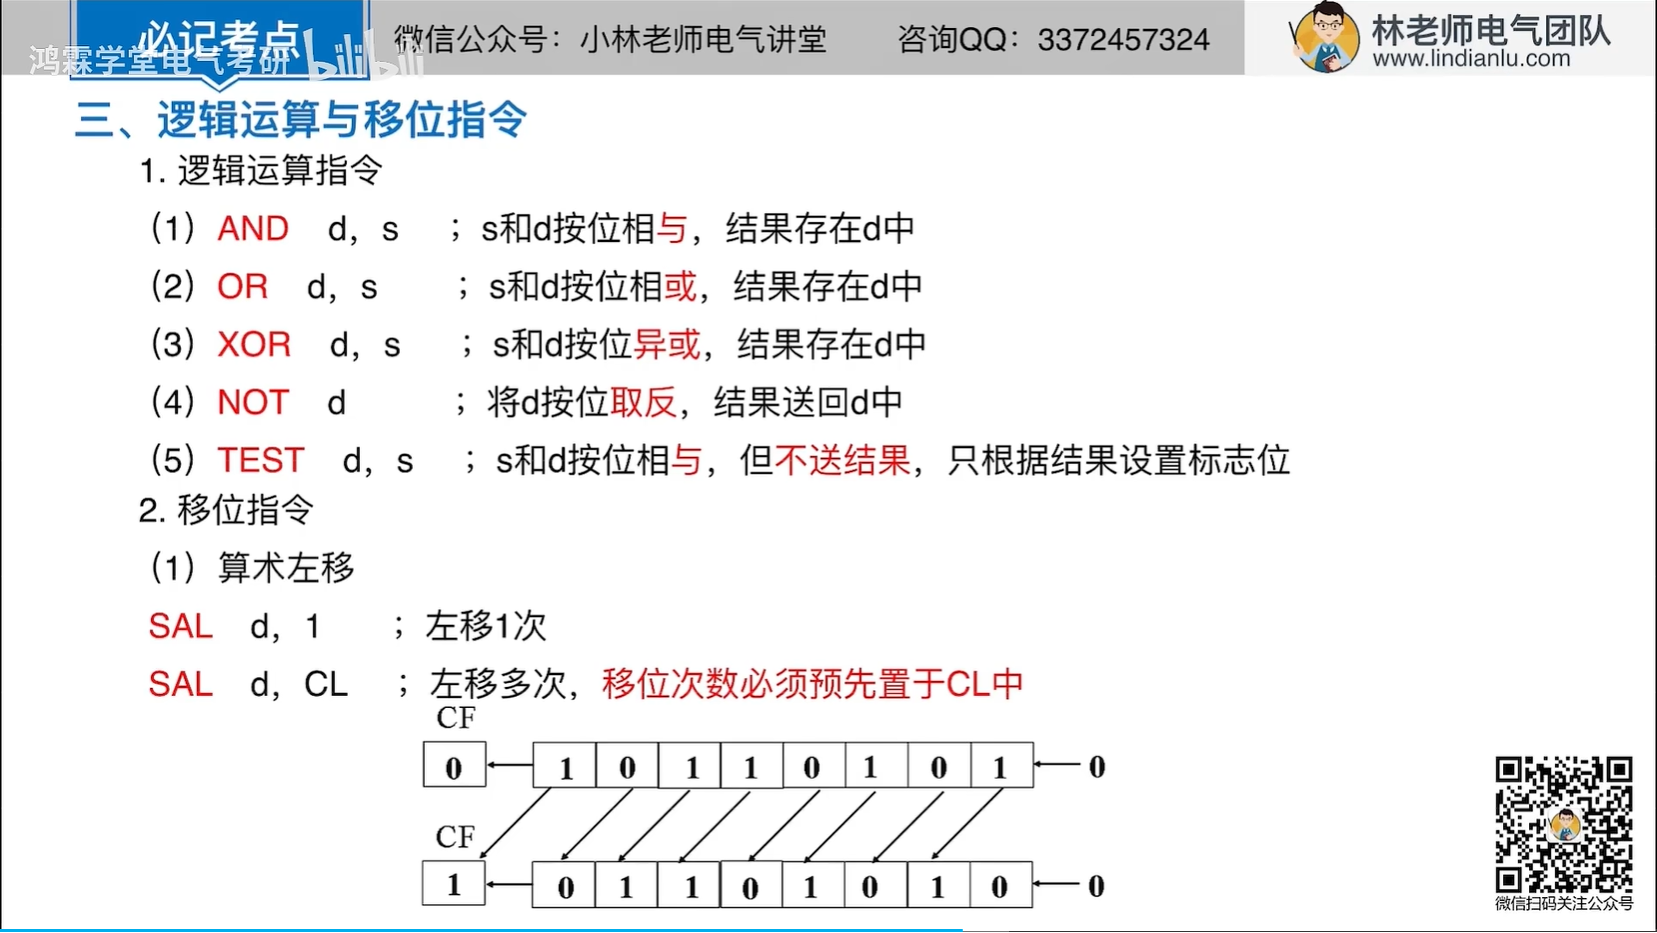 必记考点
鸿霖学堂电气考研 bilibili
微信公众号：小林老师电气讲堂 咨询QQ：3372457324
林老师电气团队
www.lindianlu.com
三、逻辑运算与移位指令
1. 逻辑运算指令
（1）AND d，s ；s和d按位相与，结果存在d中
（2）OR d，s ；s和d按位相或，结果存在d中
（3）XOR d，s ；s和d按位异或，结果存在d中
（4）NOT d ；将d按位取反，结果送回d中
（5）TEST d，s ；s和d按位相与，但不送结果，只根据结果设置标志位
2. 移位指令
（1）算术左移
SAL d，1 ；左移1次
SAL d，CL ；左移多次，移位次数必须预先置于CL中
CF
0 1 0 1 1 0 1 0 1 0
CF
1 0 1 1 0 1 0 1 0 0
微信扫码关注公众号